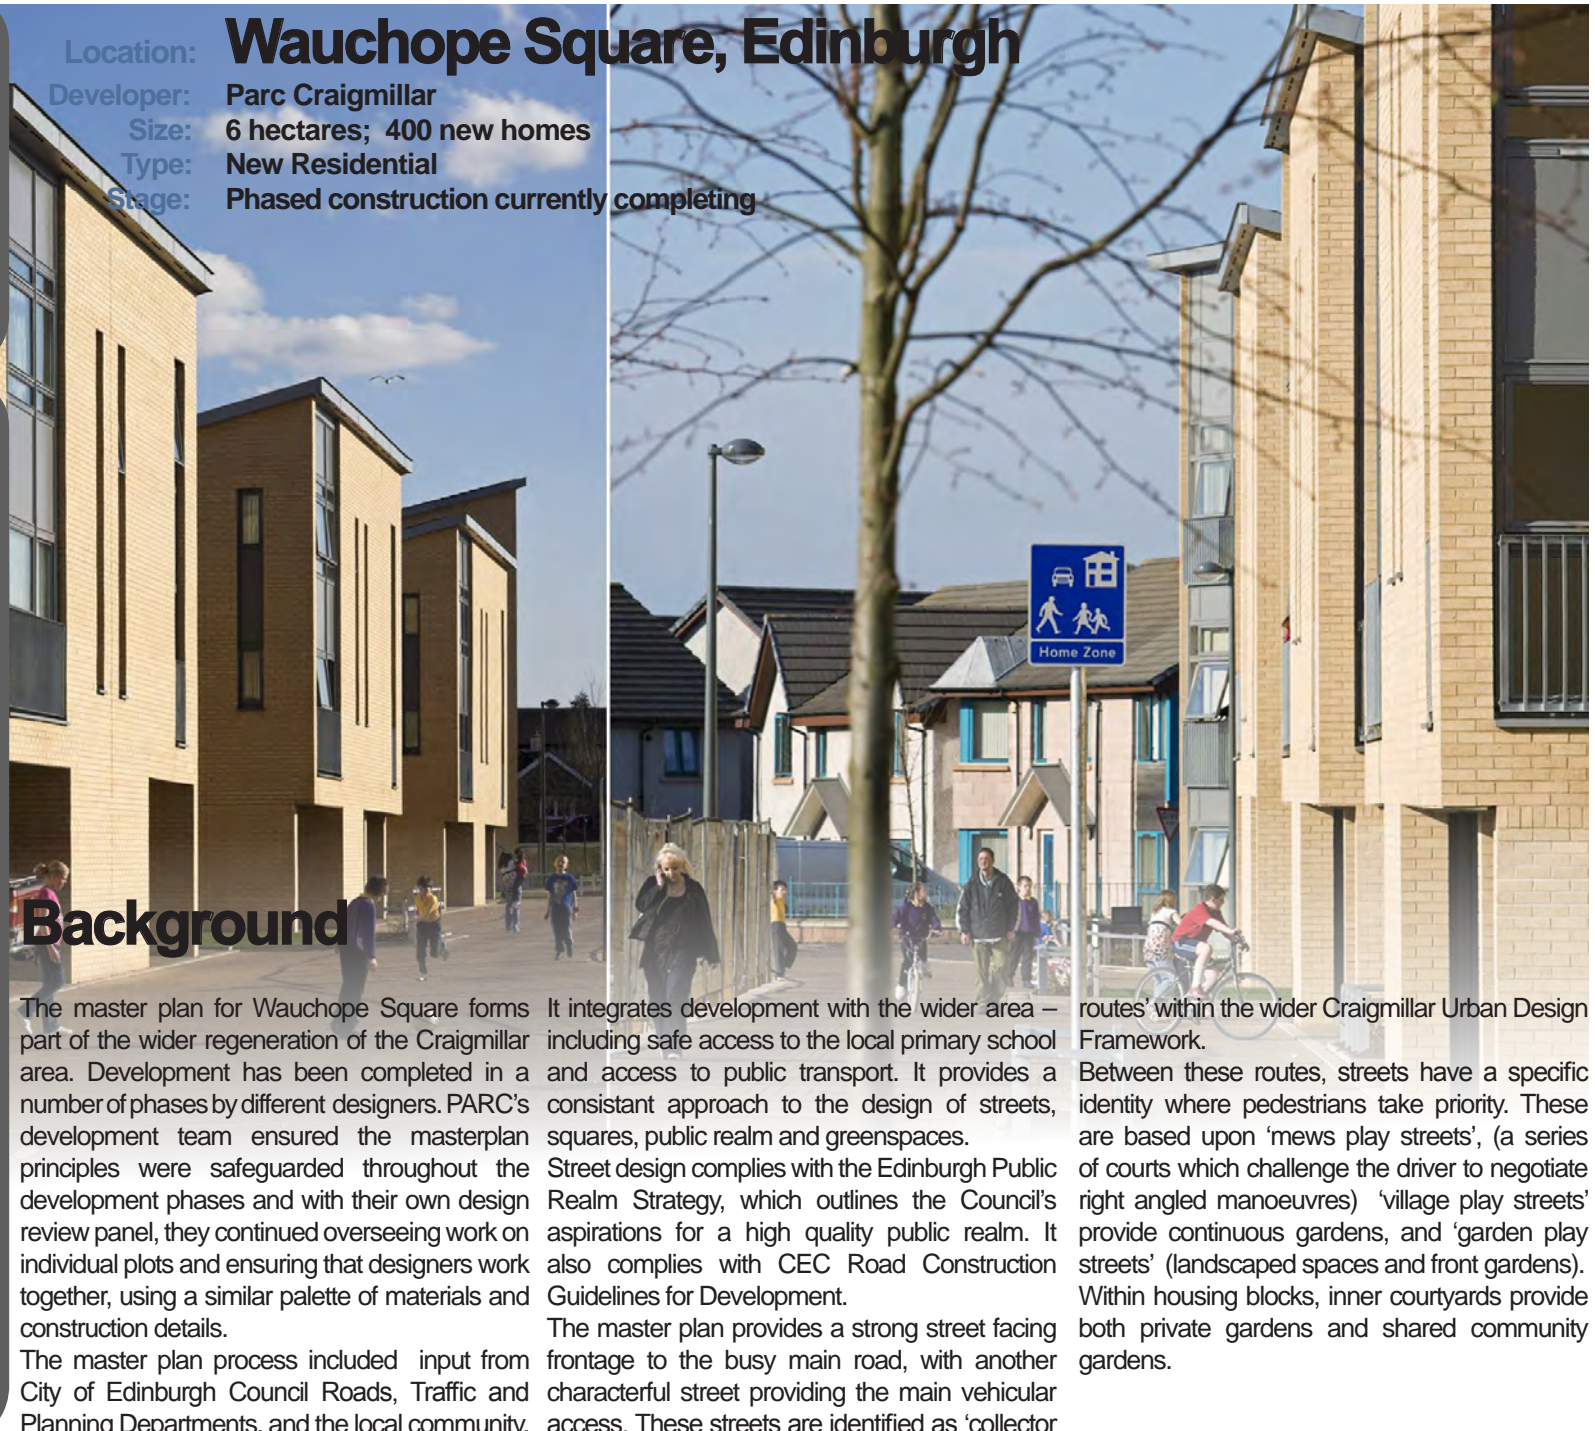 Location: Wauchope Square, Edinburgh
Developer: Parc Craigmillar
Size: 6 hectares; 400 new homes
Type: New Residential
Stage: Phased construction currently completing
Home Zone
Background
The master plan for Wauchope Square forms
part of the wider regeneration of the Craigmillar
area. Development has been completed in a
number of phases by different designers. PARC’s
development team ensured the masterplan
principles were safeguarded throughout the
development phases and with their own design
review panel, they continued overseeing work on
individual plots and ensuring that designers work
together, using a similar palette of materials and
construction details.
The master plan process included input from
City of Edinburgh Council Roads, Traffic and
Planning Departments, and the local community.
It integrates development with the wider area –
including safe access to the local primary school
and access to public transport. It provides a
consistant approach to the design of streets,
squares, public realm and greenspaces.
Street design complies with the Edinburgh Public
Realm Strategy, which outlines the Council’s
aspirations for a high quality public realm. It
also complies with CEC Road Construction
Guidelines for Development.
The master plan provides a strong street facing
frontage to the busy main road, with another
characterful street providing the main vehicular
access. These streets are identified as ‘collector
routes’ within the wider Craigmillar Urban Design
Framework.
Between these routes, streets have a specific
identity where pedestrians take priority. These
are based upon ‘mews play streets’, (a series
of courts which challenge the driver to negotiate
right angled manoeuvres) ‘village play streets’
provide continuous gardens, and ‘garden play
streets’ (landscaped spaces and front gardens).
Within housing blocks, inner courtyards provide
both private gardens and shared community
gardens.